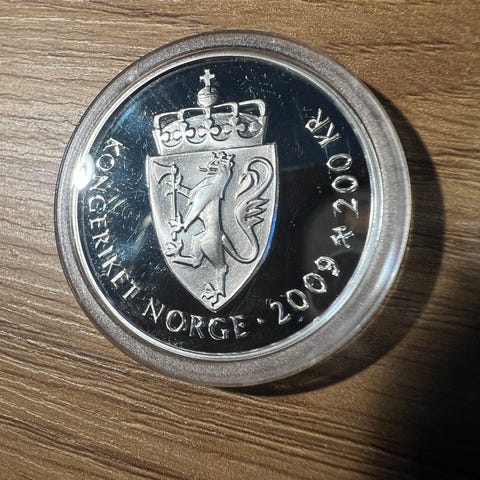 KONGERIKET NORGE · 2009 ⚒ 200 KR.